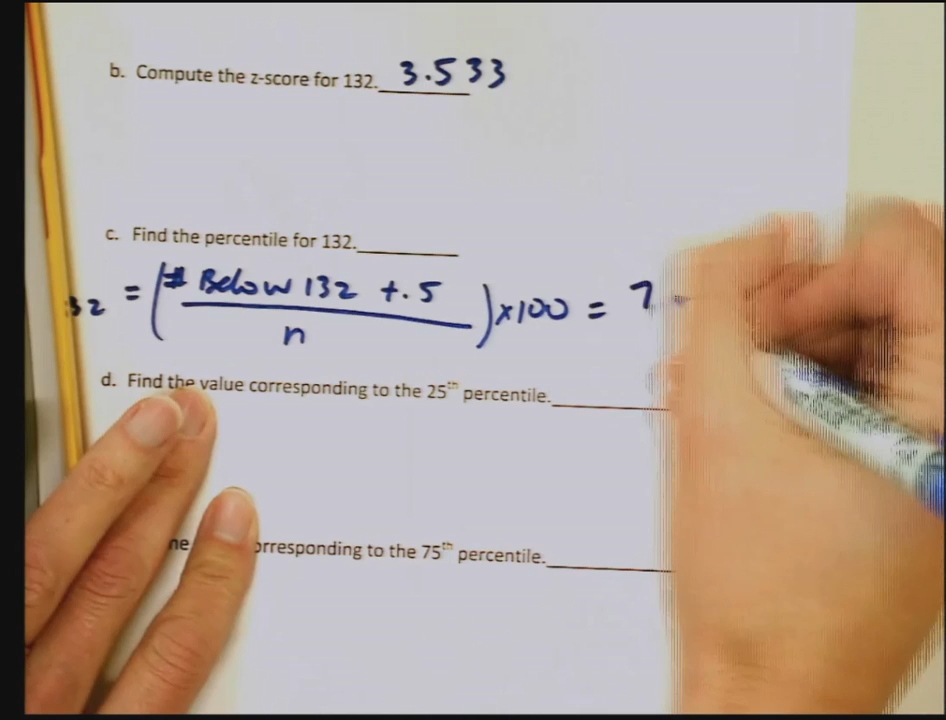 b. Compute the z-score for 132. 3.533
c. Find the percentile for 132.
32 = (# Below 132 + .5 / n) x100 = 7
d. Find the value corresponding to the 25th percentile.
orresponding to the 75th percentile.